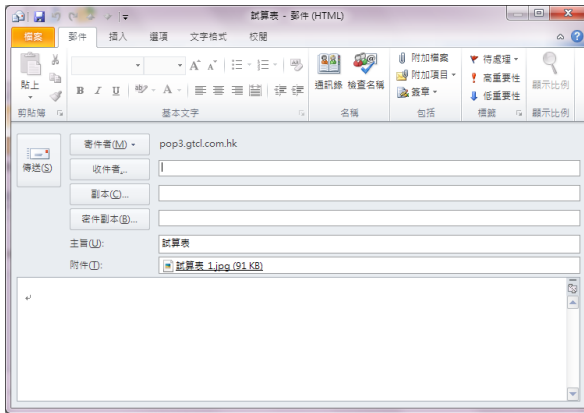 試算表 - 郵件 (HTML)
檔案 郵件 插入 選項 文字格式 校閱
貼上
B I U
通訊錄 檢查名稱
附加檔案
附加項目
簽章
待處理
高重要性
低重要性
顯示比例
剪貼簿 基本文字 名稱 包括 標籤 顯示比例
傳送(S)
寄件者(M) pop3.gtcl.com.hk
收件者...
副本(C)...
密件副本(B)...
主旨(U): 試算表
附件(T): 試算表_1.jpg (91 KB)